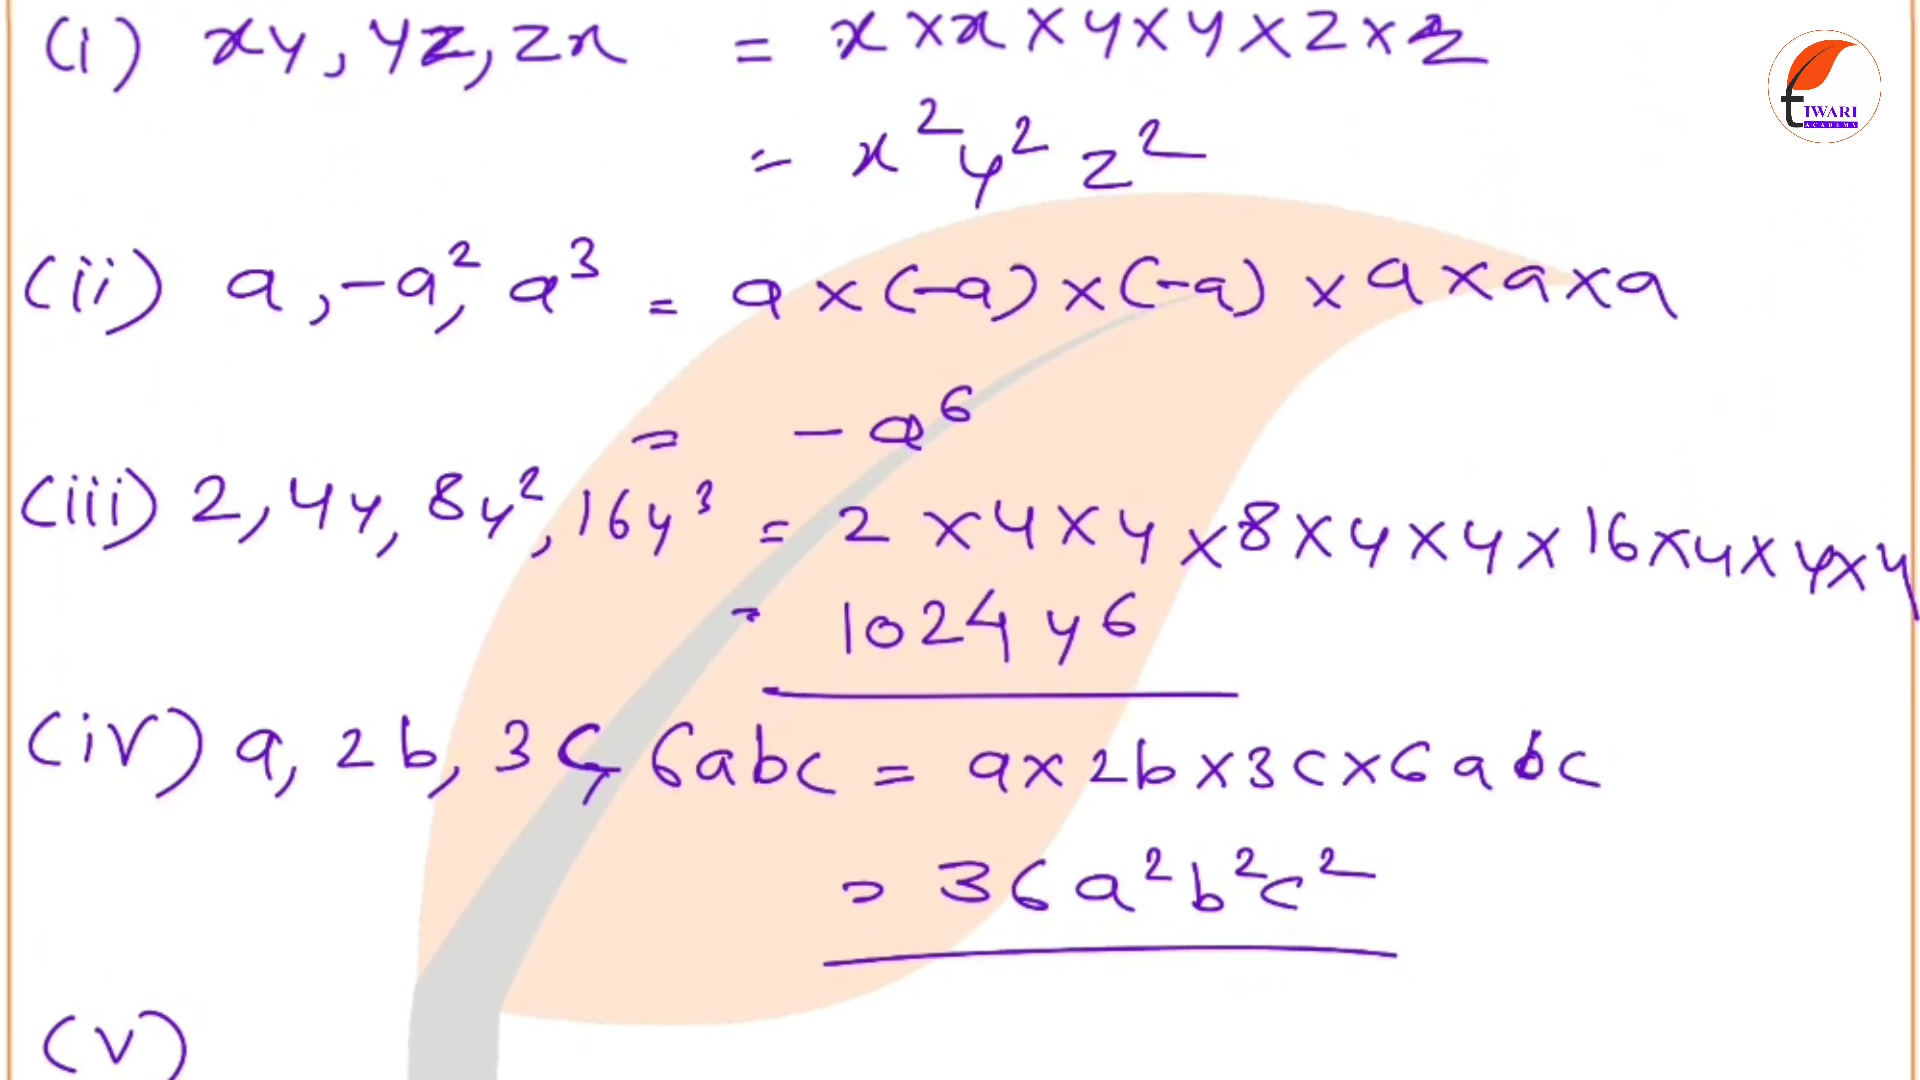 (i) xy, yz, zx = x × x × y × y × z × z
= x²y²z²
(ii) a, -a², a³ = a × (-a) × (-a) × a × a × a
= -a⁶
(iii) 2, 4y, 8y², 16y³ = 2 × 4 × y × 8 × y × y × 16 × y × y × y
= 1024 y6
(iv) a, 2b, 3c, 6abc = a × 2b × 3c × 6abc
= 36a²b²c²
(v)
tIWARI
ACADEMY